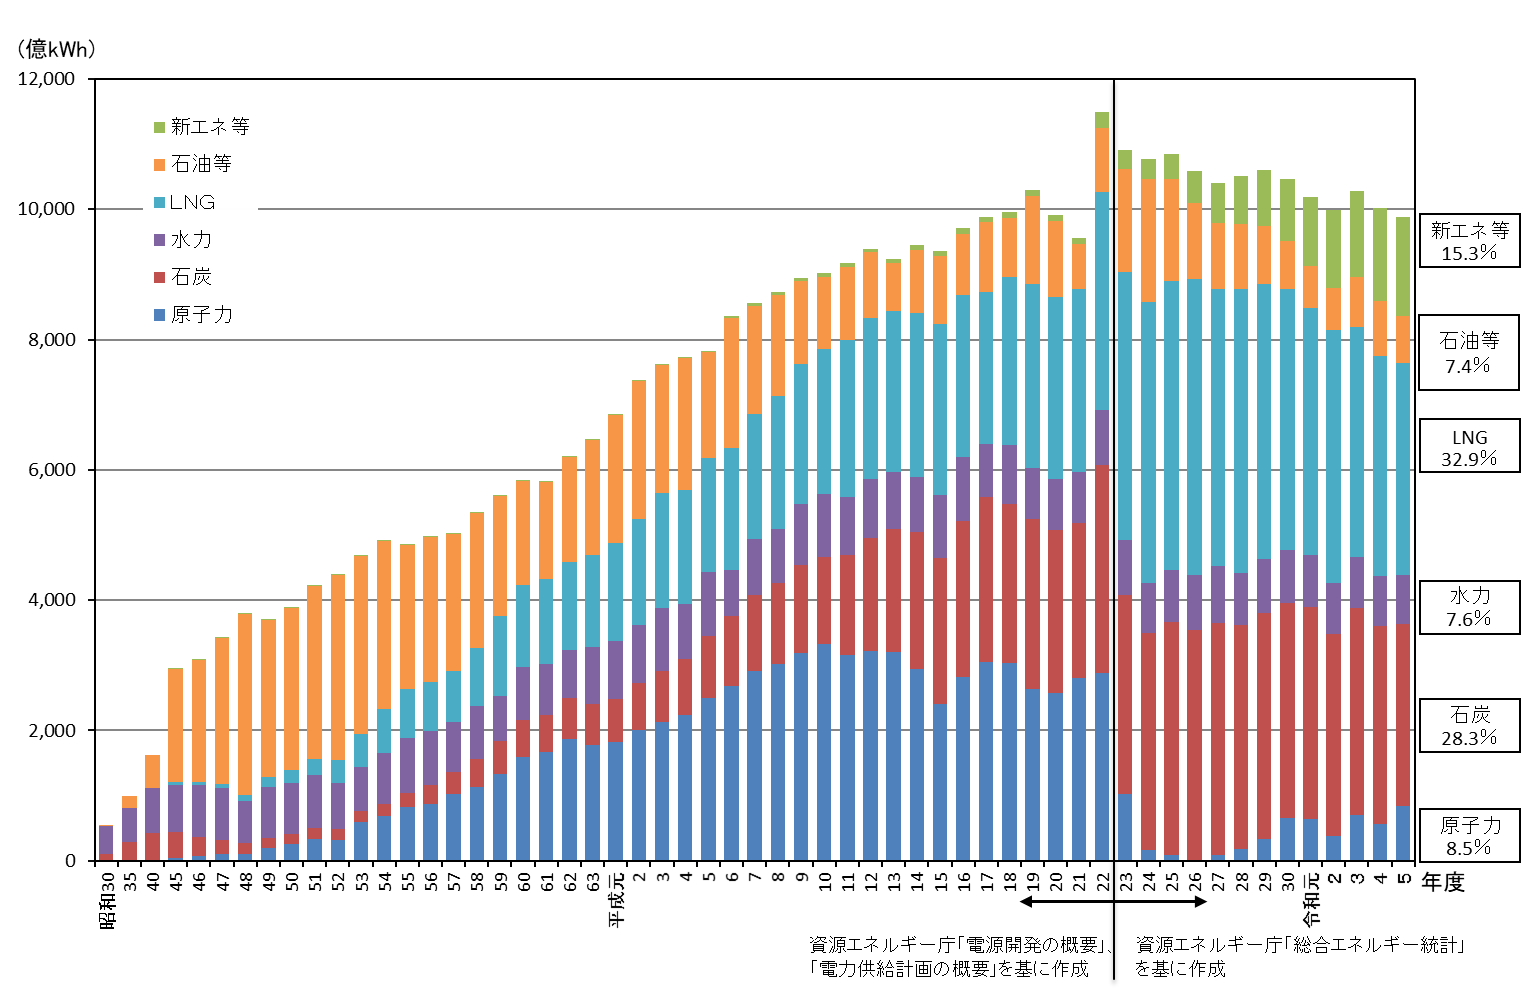 (億kWh)
12,000
10,000
8,000
6,000
4,000
2,000
0
新エネ等
石油等
LNG
水力
石炭
原子力
新エネ等
15.3%
石油等
7.4%
LNG
32.9%
水力
7.6%
石炭
28.3%
原子力
8.5%
昭和30 35 40 45 46 47 48 49 50 51 52 53 54 55 56 57 58 59 60 61 62 63 平成元 2 3 4 5 6 7 8 9 10 11 12 13 14 15 16 17 18 19 20 21 22 23 24 25 26 27 28 29 30 令和元 2 3 4 5 年度
資源エネルギー庁「電源開発の概要」、
「電力供給計画の概要」を基に作成
資源エネルギー庁「総合エネルギー統計」
を基に作成